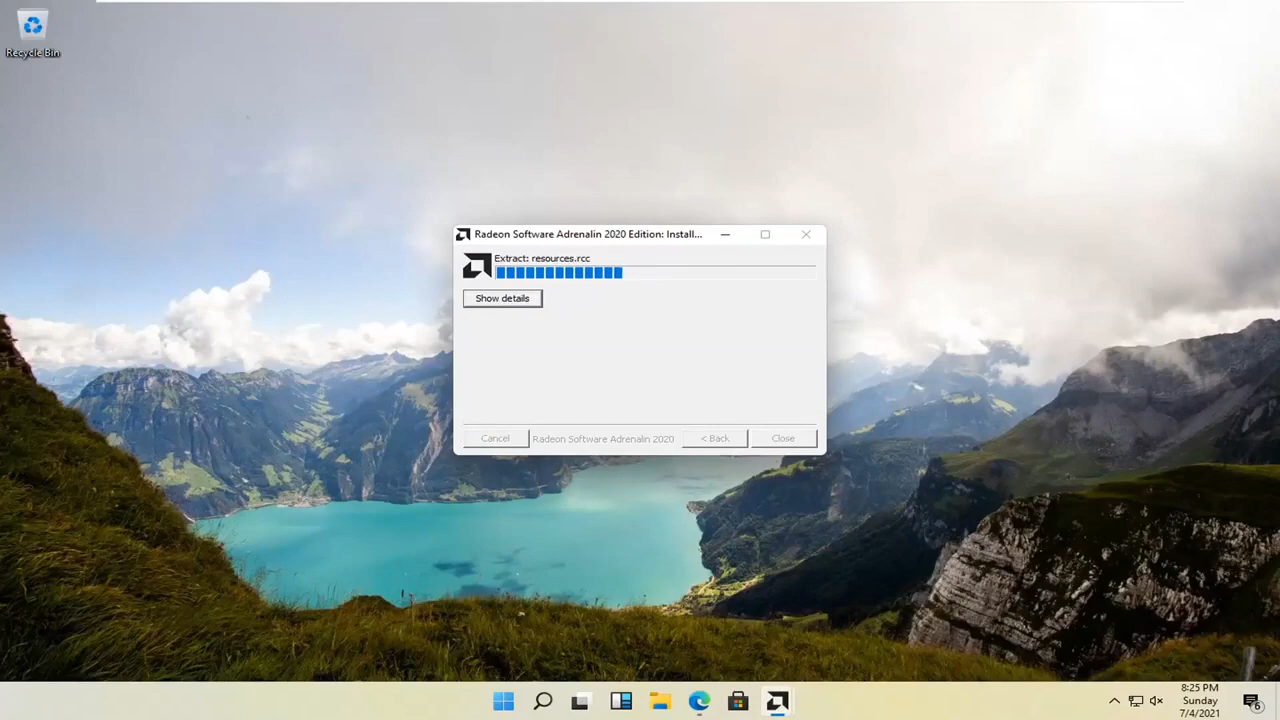 Recycle Bin
Radeon Software Adrenalin 2020 Edition: Install...
Extract: resources.rcc
Show details
Cancel
Radeon Software Adrenalin 2020
< Back
Close
8:25 PM
Sunday
7/4/2021
6